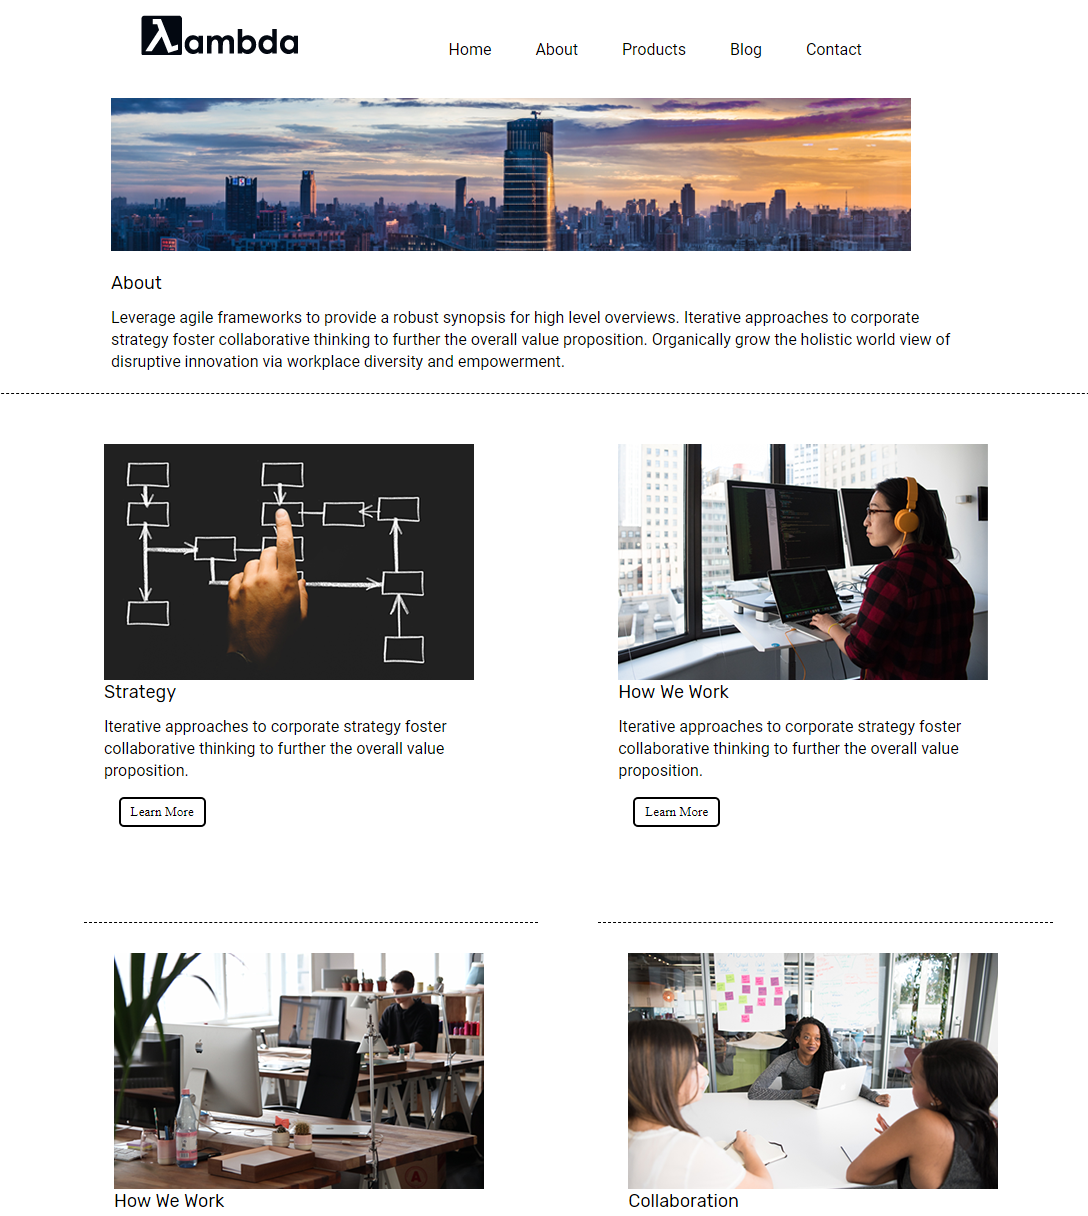 λambda
Home About Products Blog Contact
About
Leverage agile frameworks to provide a robust synopsis for high level overviews. Iterative approaches to corporate
strategy foster collaborative thinking to further the overall value proposition. Organically grow the holistic world view of
disruptive innovation via workplace diversity and empowerment.
Strategy
Iterative approaches to corporate strategy foster
collaborative thinking to further the overall value
proposition.
Learn More
How We Work
Iterative approaches to corporate strategy foster
collaborative thinking to further the overall value
proposition.
Learn More
How We Work
Collaboration